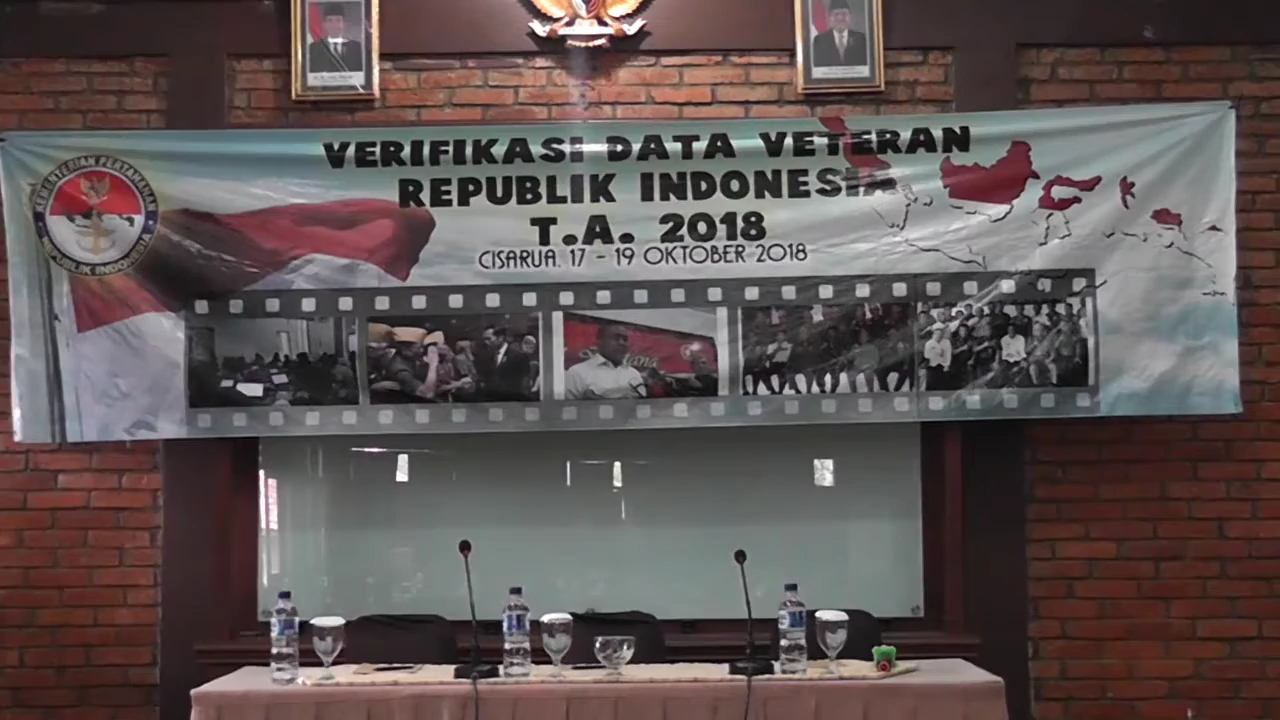 VERIFIKASI DATA VETERAN
REPUBLIK INDONESIA
T.A. 2018
CISARUA, 17 - 19 OKTOBER 2018
KEMENTERIAN PERTAHANAN
REPUBLIK INDONESIA